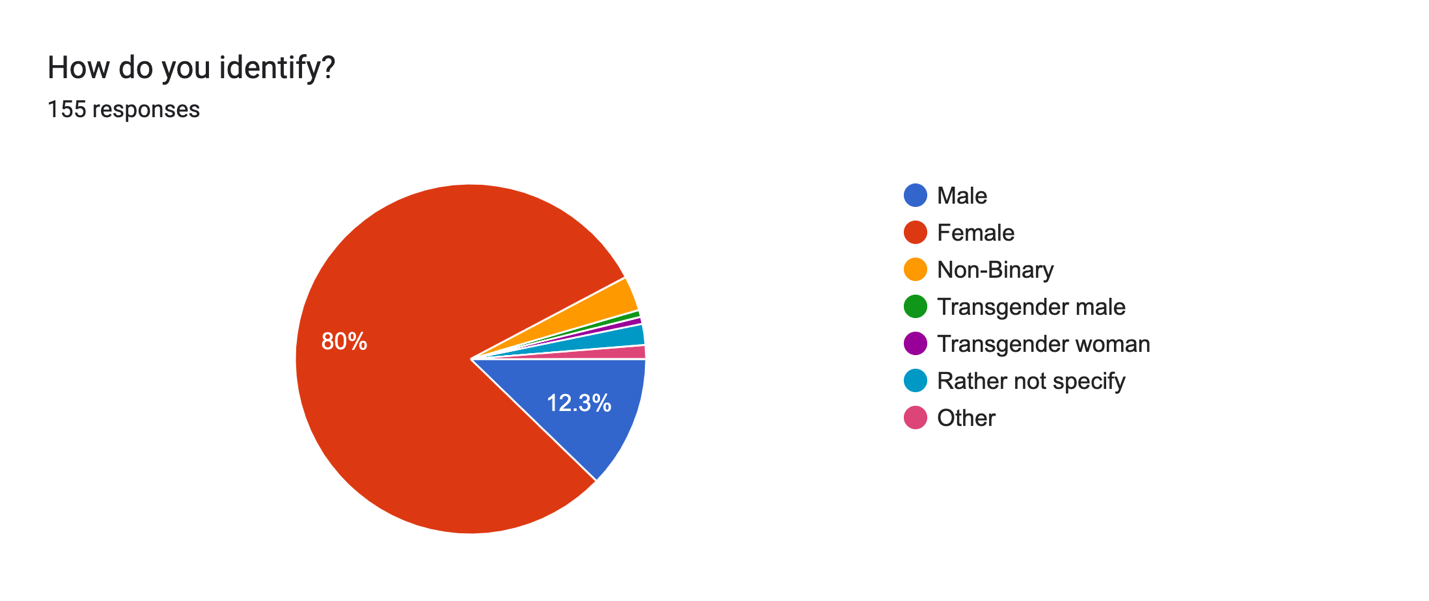 How do you identify?
155 responses
80%
12.3%
Male
Female
Non-Binary
Transgender male
Transgender woman
Rather not specify
Other